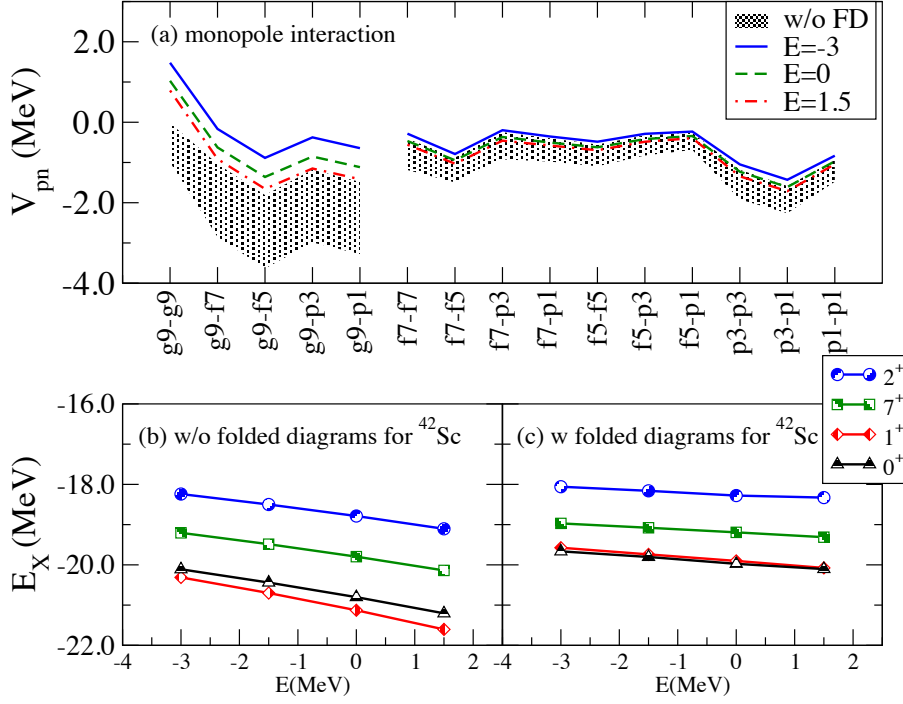 (a) monopole interaction
w/o FD
E=-3
E=0
E=1.5
V_pn (MeV)
2.0
0.0
-2.0
-4.0
g9-g9
g9-f7
g9-f5
g9-p3
g9-p1
f7-f7
f7-f5
f7-p3
f7-p1
f5-f5
f5-p3
f5-p1
p3-p3
p3-p1
p1-p1
2⁺
7⁺
1⁺
0⁺
(b) w/o folded diagrams for ⁴²Sc
(c) w folded diagrams for ⁴²Sc
E_X (MeV)
-16.0
-18.0
-20.0
-22.0
-4 -3 -2 -1 0 1 2
E(MeV)
-4 -3 -2 -1 0 1 2
E(MeV)